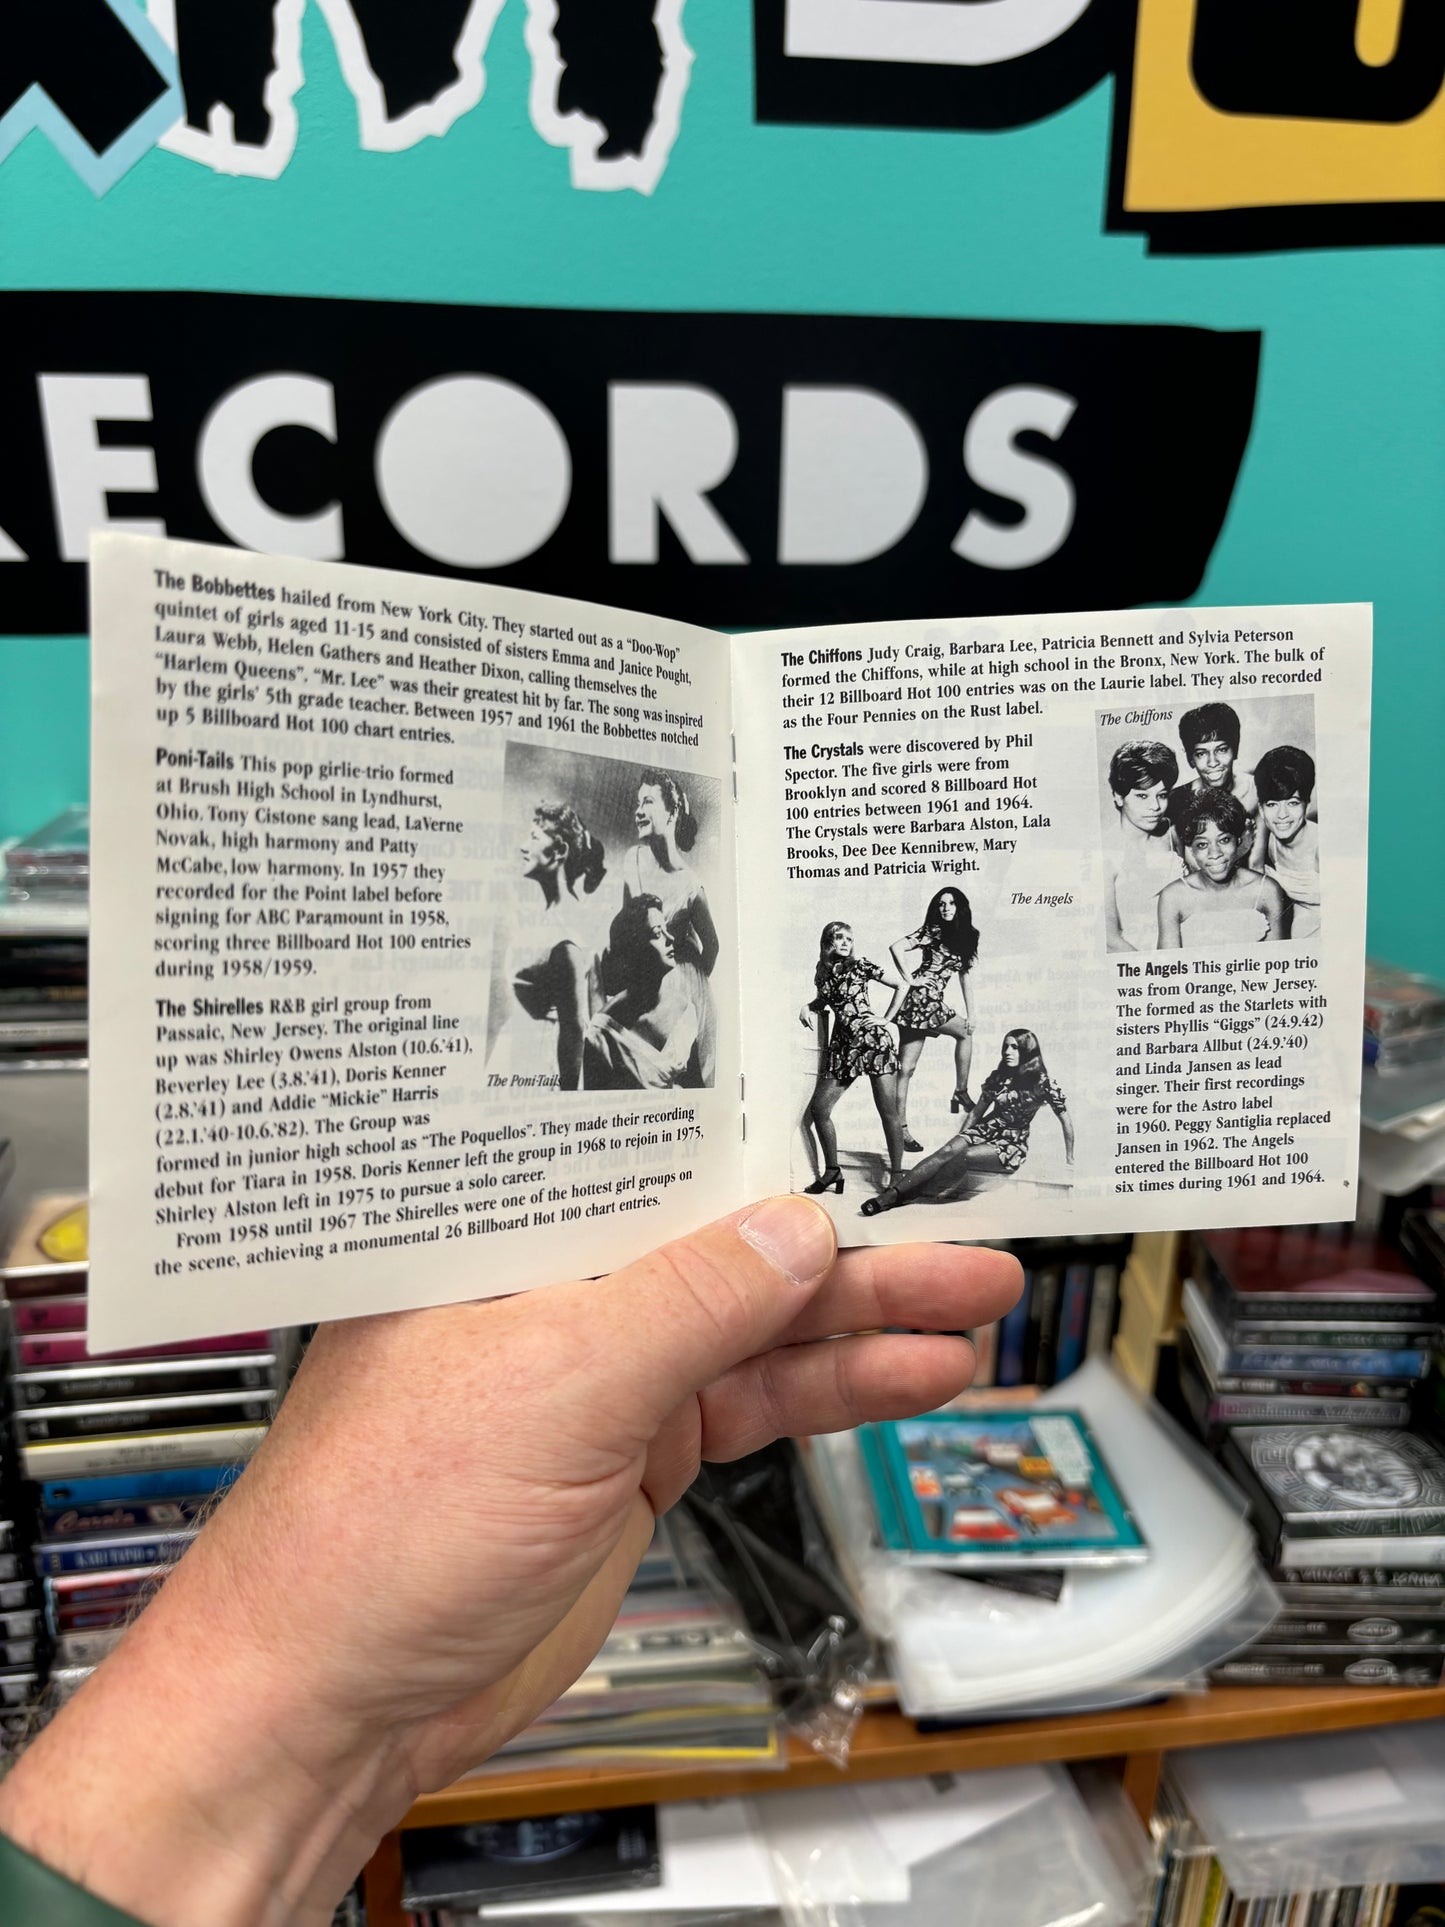 RECORDS
The Bobbettes hailed from New York City. They started out as a "Doo-Wop"
quintet of girls aged 11-15 and consisted of sisters Emma and Janice Pought,
Laura Webb, Helen Gathers and Heather Dixon, calling themselves the
"Harlem Queens". "Mr. Lee" was their greatest hit by far. The song was inspired
by the girls' 5th grade teacher. Between 1957 and 1961 the Bobbettes notched
up 5 Billboard Hot 100 chart entries.
Poni-Tails This pop girlie-trio formed
at Brush High School in Lyndhurst,
Ohio. Tony Cistone sang lead, LaVerne
Novak, high harmony and Patty
McCabe, low harmony. In 1957 they
recorded for the Point label before
signing for ABC Paramount in 1958,
scoring three Billboard Hot 100 entries
during 1958/1959.
The Poni-Tails
The Shirelles R&B girl group from
Passaic, New Jersey. The original line
up was Shirley Owens Alston (10.6.'41),
Beverley Lee (3.8.'41), Doris Kenner
(2.8.'41) and Addie "Mickie" Harris
(22.1.'40-10.6.'82). The Group was
formed in junior high school as "The Poquellos". They made their recording
debut for Tiara in 1958. Doris Kenner left the group in 1968 to rejoin in 1975,
Shirley Alston left in 1975 to pursue a solo career.
From 1958 until 1967 The Shirelles were one of the hottest girl groups on
the scene, achieving a monumental 26 Billboard Hot 100 chart entries.
The Chiffons Judy Craig, Barbara Lee, Patricia Bennett and Sylvia Peterson
formed the Chiffons, while at high school in the Bronx, New York. The bulk of
their 12 Billboard Hot 100 entries was on the Laurie label. They also recorded
as the Four Pennies on the Rust label.
The Chiffons
The Crystals were discovered by Phil
Spector. The five girls were from
Brooklyn and scored 8 Billboard Hot
100 entries between 1961 and 1964.
The Crystals were Barbara Alston, Lala
Brooks, Dee Dee Kennibrew, Mary
Thomas and Patricia Wright.
The Angels
The Angels This girlie pop trio
was from Orange, New Jersey.
The formed as the Starlets with
sisters Phyllis "Giggs" (24.9.42)
and Barbara Allbut (24.9.'40)
and Linda Jansen as lead
singer. Their first recordings
were for the Astro label
in 1960. Peggy Santiglia replaced
Jansen in 1962. The Angels
entered the Billboard Hot 100
six times during 1961 and 1964.